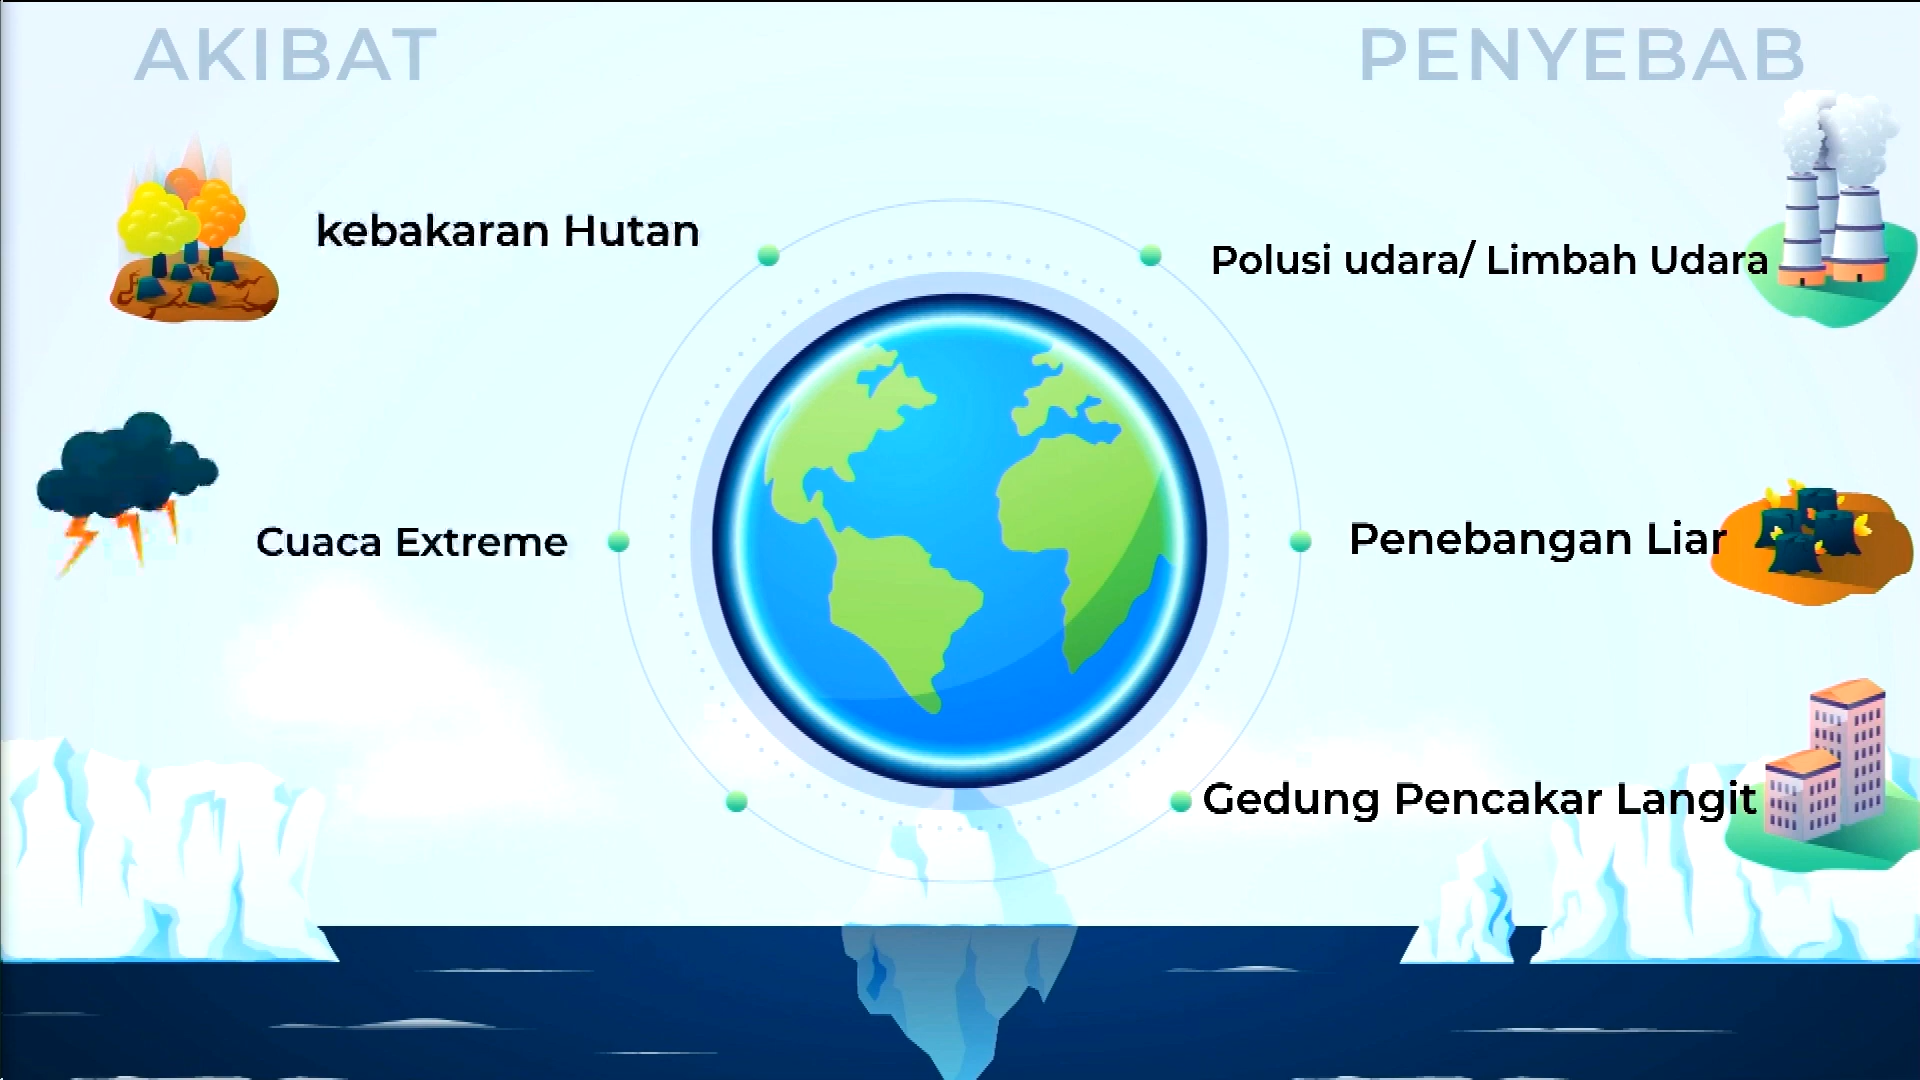 AKIBAT
PENYEBAB
kebakaran Hutan
Polusi udara/ Limbah Udara
Cuaca Extreme
Penebangan Liar
Gedung Pencakar Langit